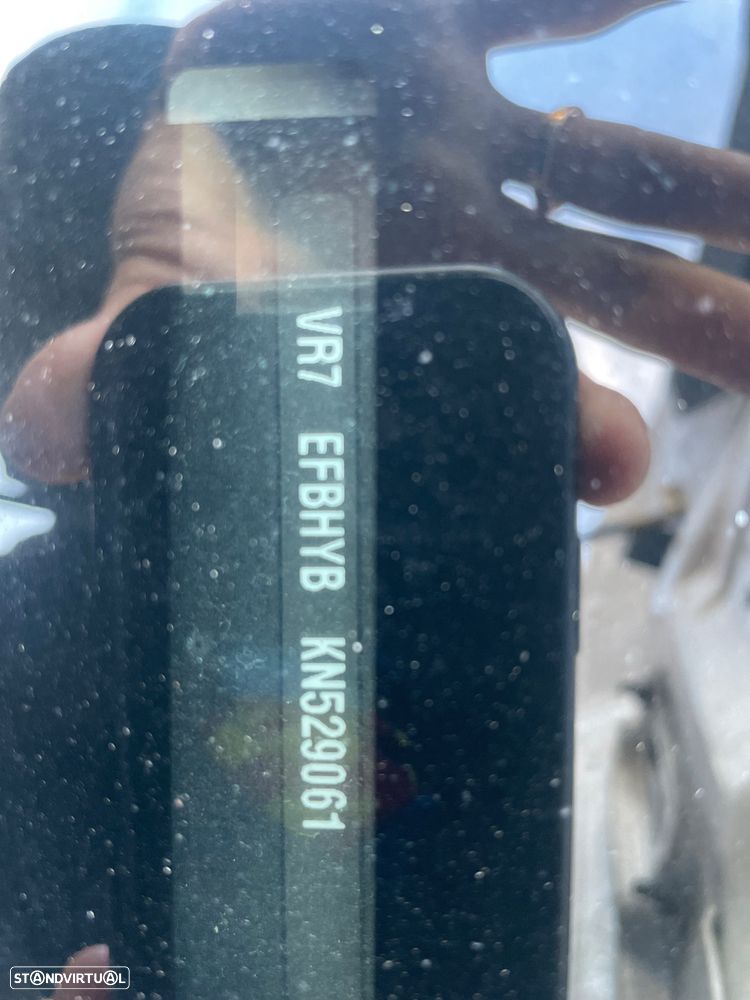 VR7 EFBHYB KN529061
STANDVIRTUAL